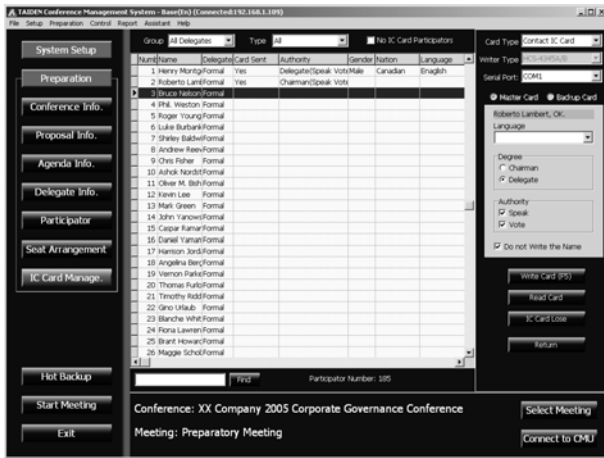 TAIDEN Conference Management System - Base(En) (Connected:192.168.1.109)
File Setup Preparation Control Report Assistant Help
System Setup
Preparation
Conference Info.
Proposal Info.
Agenda Info.
Delegate Info.
Participator
Seat Arrangement
IC Card Manage.
Hot Backup
Start Meeting
Exit
Group All Delegates Type All No IC Card Participators
Name Delegate Card Sent Authority Gender Nation Language
1 Henry Formal Yes Delegate(Speak Vote Male Canadian
2 Roberto Lam Formal Yes Chairman(Speak Vote
3 Bruce Nelson Formal
4 Phil. Weston Formal
5 Roger Young Formal
6 Luke Burbank Formal
7 Shirley Baldwi Formal
8 Andrew Reev Formal
9 Chris Fisher Formal
10 Ashok Nordst Formal
11 Oliver M. Bish Formal
12 Kevin Lee Formal
13 Mark Green Formal
14 John Yanows Formal
15 Caspar Ramar Formal
16 Daniel Yaman Formal
17 Harrison Jord Formal
18 Angelina Berg Formal
19 Vernon Parke Formal
20 Thomas Furlo Formal
21 Timothy Ridd Formal
22 Gino Urlaub Formal
23 Blanche Whit Formal
24 Fiona Lawren Formal
25 Brant Howard Formal
26 Maggie Schol Formal
Find Participator Number: 185
Conference: XX Company 2005 Corporate Governance Conference
Meeting: Preparatory Meeting
Card Type Contact IC Card
Writer Type HCS-4345A/B
Serial Port: COM1
Master Card Backup Card
Roberto Lambert, OK.
Language
Degree
Chairman
Delegate
Authority
Speak
Vote
Do not Write the Name
Write Card (F5)
Read Card
IC Card Lose
Return
Select Meeting
Connect to CMU